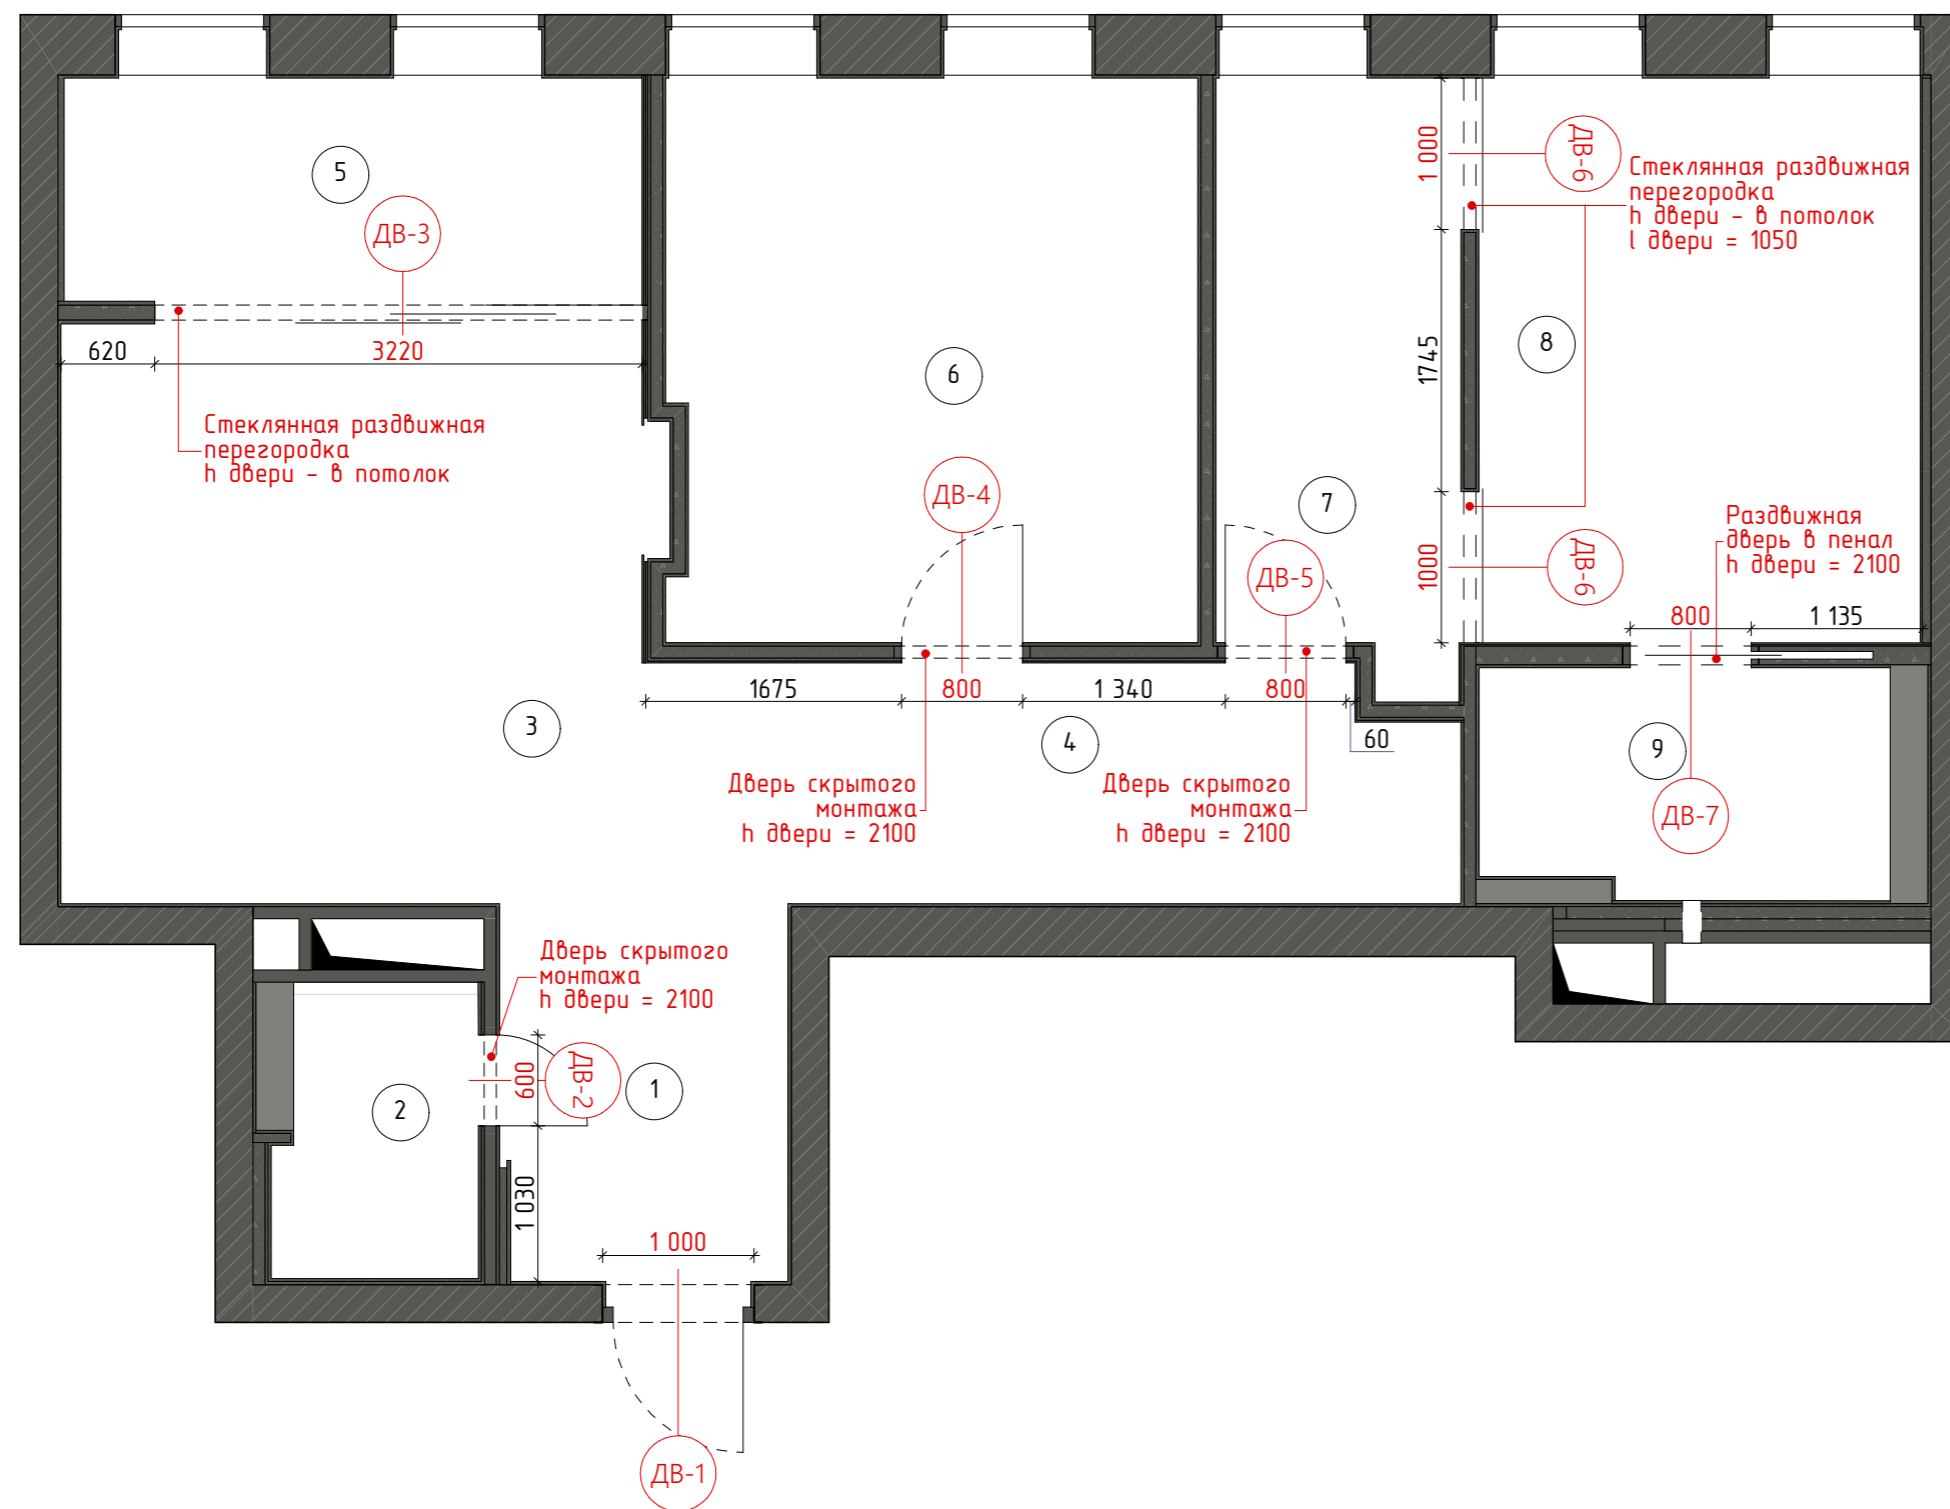 5
ДВ-3
620
3220
Стеклянная раздвижная
перегородка
h двери - в потолок
6
ДВ-4
7
ДВ-5
1 000
1745
1000
ДВ-6
Стеклянная раздвижная
перегородка
h двери - в потолок
l двери = 1050
8
ДВ-6
Раздвижная
дверь в пенал
h двери = 2100
800
1 135
3
1675
800
1 340
800
60
4
Дверь скрытого
монтажа
h двери = 2100
Дверь скрытого
монтажа
h двери = 2100
9
ДВ-7
Дверь скрытого
монтажа
h двери = 2100
600
ДВ-2
1
2
1 030
1 000
ДВ-1